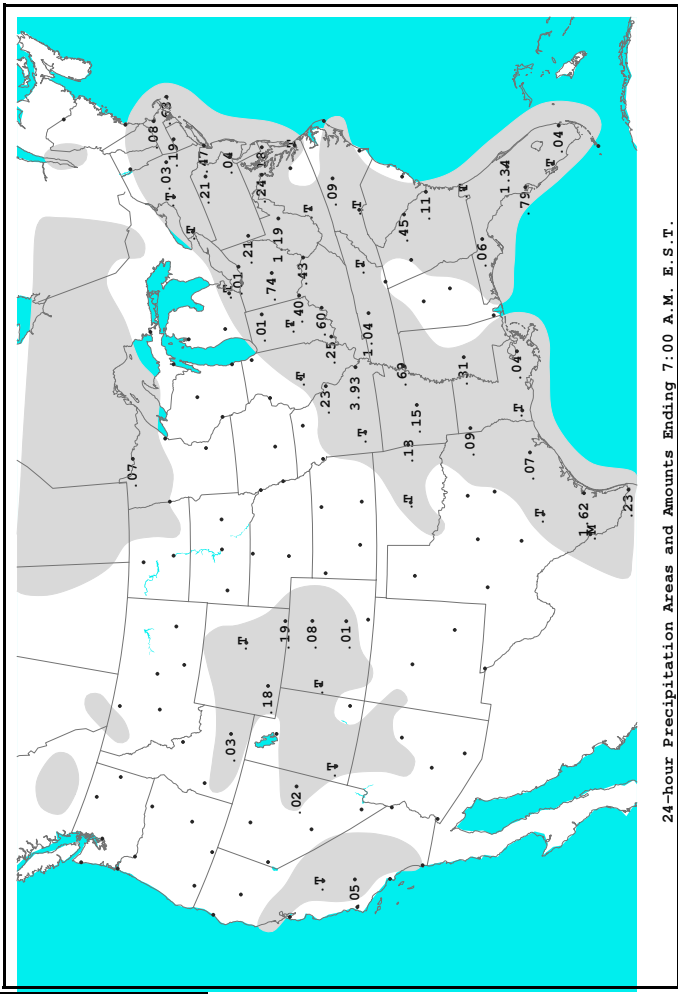 .07
.08
.63
.03
.19
T
T
.47
.21
.04
T
.03
.01
T
.21
.24
.18
.01
.18
.74
1.19
.19
T
T
.02
.40
T
.43
T
.08
T
T
.60
.23
.25
T
.09
.01
.05
3.93
T
T
T
1.04
.69
.45
T
.13
.15
.11
T
.31
.09
.06
1.34
.04
T
.79
.07
T
T
.04
1.62
M
.23
24-hour Precipitation Areas and Amounts Ending 7:00 A.M. E.S.T.